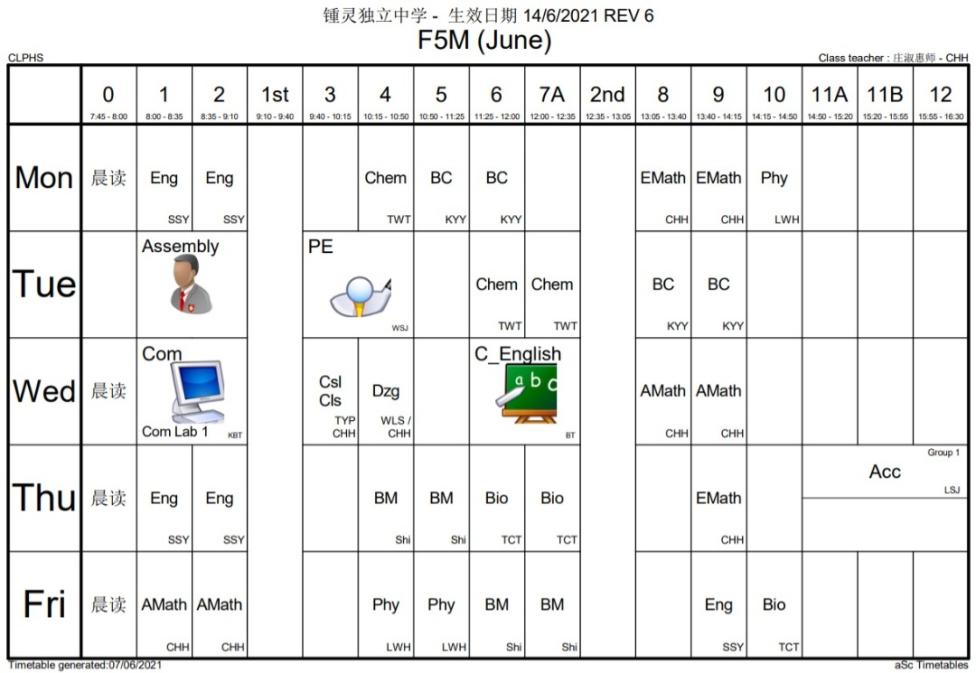 锺灵独立中学 - 生效日期 14/6/2021 REV 6
F5M (June)
CLPHS
Class teacher : 庄淑惠师 - CHH
0 1 2 1st 3 4 5 6 7A 2nd 8 9 10 11A 11B 12
7:45 - 8:00 8:00 - 8:35 8:35 - 9:10 9:10 - 9:40 9:40 - 10:15 10:15 - 10:50 10:50 - 11:25 11:25 - 12:00 12:00 - 12:35 12:35 - 13:05 13:05 - 13:40 13:40 - 14:15 14:15 - 14:50 14:50 - 15:20 15:20 - 15:55 15:55 - 16:30
Mon 晨读 Eng Eng Chem BC BC EMath EMath Phy
SSY SSY TWT KYY KYY CHH CHH LWH
Assembly PE
Tue Chem Chem BC BC
WSJ TWT TWT KYY KYY
Com C_English
a b c
Wed 晨读 Csl Dzg AMath AMath
Cls
TYP WLS /
Com Lab 1 KBT CHH CHH BT CHH CHH
Group 1
Acc
LSJ
Thu 晨读 Eng Eng BM BM Bio Bio EMath
SSY SSY Shi Shi TCT TCT CHH
Fri 晨读 AMath AMath Phy Phy BM BM Eng Bio
CHH CHH LWH LWH Shi Shi SSY TCT
Timetable generated:07/06/2021
aSc Timetables